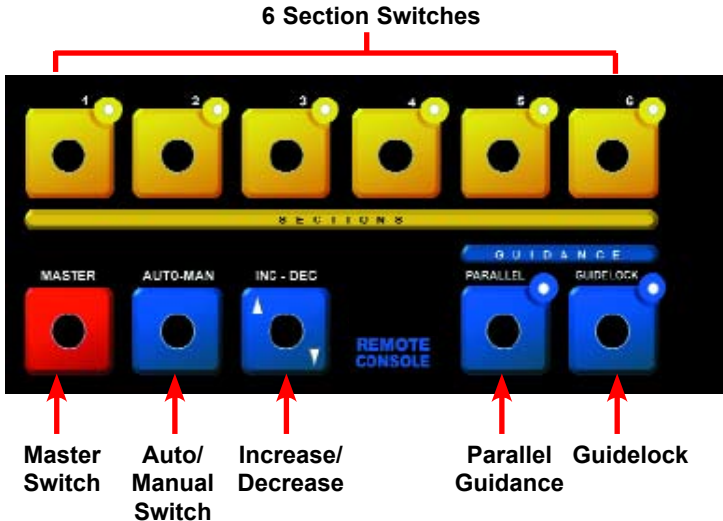 6 Section Switches
1 2 3 4 5 6
SECTIONS
GUIDANCE
MASTER AUTO-MAN INC - DEC PARALLEL GUIDELOCK
REMOTE
CONSOLE
Master Switch
Auto/ Manual Switch
Increase/ Decrease
Parallel Guidance
Guidelock